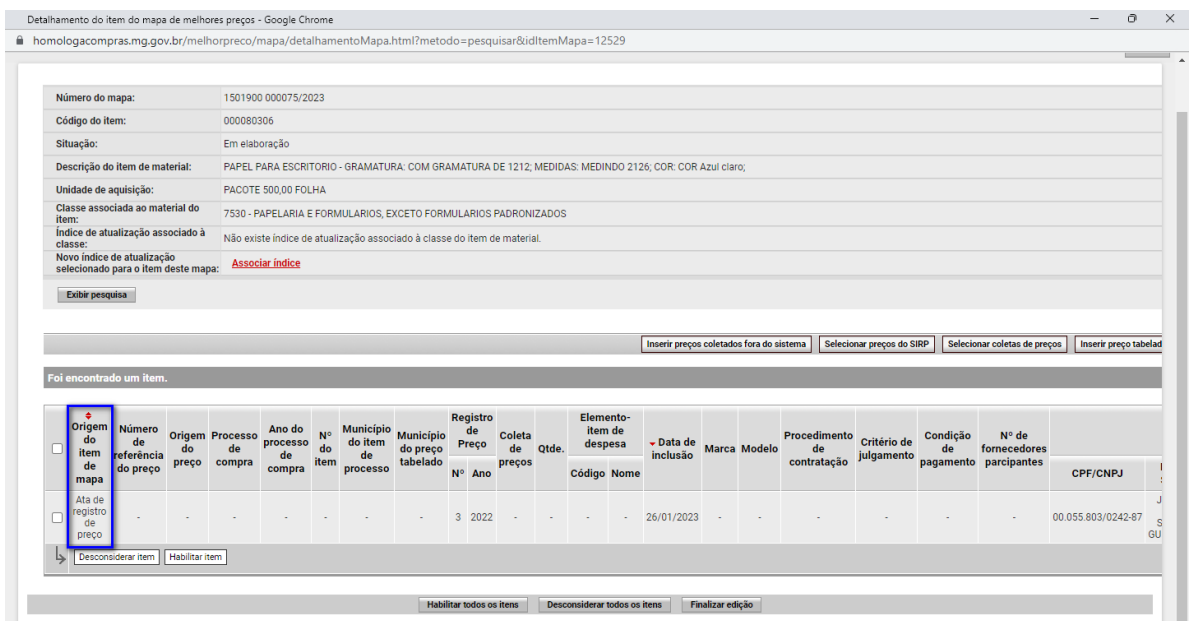 Detalhamento do item do mapa de melhores preços - Google Chrome
homologacompras.mg.gov.br/melhorpreco/mapa/detalhamentoMapa.html?metodo=pesquisar&idItemMapa=12529
Número do mapa: 1501900 000075/2023
Código do item: 000080306
Situação: Em elaboração
Descrição do item de material: PAPEL PARA ESCRITORIO - GRAMATURA: COM GRAMATURA DE 1212; MEDIDAS: MEDINDO 2126; COR: COR Azul claro;
Unidade de aquisição: PACOTE 500,00 FOLHA
Classe associada ao material do
item: 7530 - PAPELARIA E FORMULARIOS, EXCETO FORMULARIOS PADRONIZADOS
Índice de atualização associado à
classe: Não existe índice de atualização associado à classe do item de material.
Novo índice de atualização
selecionado para o item deste mapa: Associar índice
Exibir pesquisa
Inserir preços coletados fora do sistema Selecionar preços do SIRP Selecionar coletas de preços Inserir preço tabelad
Foi encontrado um item.
Origem do item de mapa
Número de referência do preço
Origem do preço
Processo de compra
Ano do processo de compra
Nº do item
Município do item de processo
Município do preço tabelado
Registro de Preço
Nº Ano
Coleta de preços
Qtde.
Elemento-item de despesa
Código Nome
Data de inclusão
Marca
Modelo
Procedimento de contratação
Critério de julgamento
Condição de pagamento
Nº de fornecedores parcipantes
CPF/CNPJ
Ata de registro de preço - - - - - - - 3 2022 - - - - 26/01/2023 - - - - - - 00.055.803/0242-87
J
S
GU
Desconsiderar item Habilitar item
Habilitar todos os itens Desconsiderar todos os itens Finalizar edição